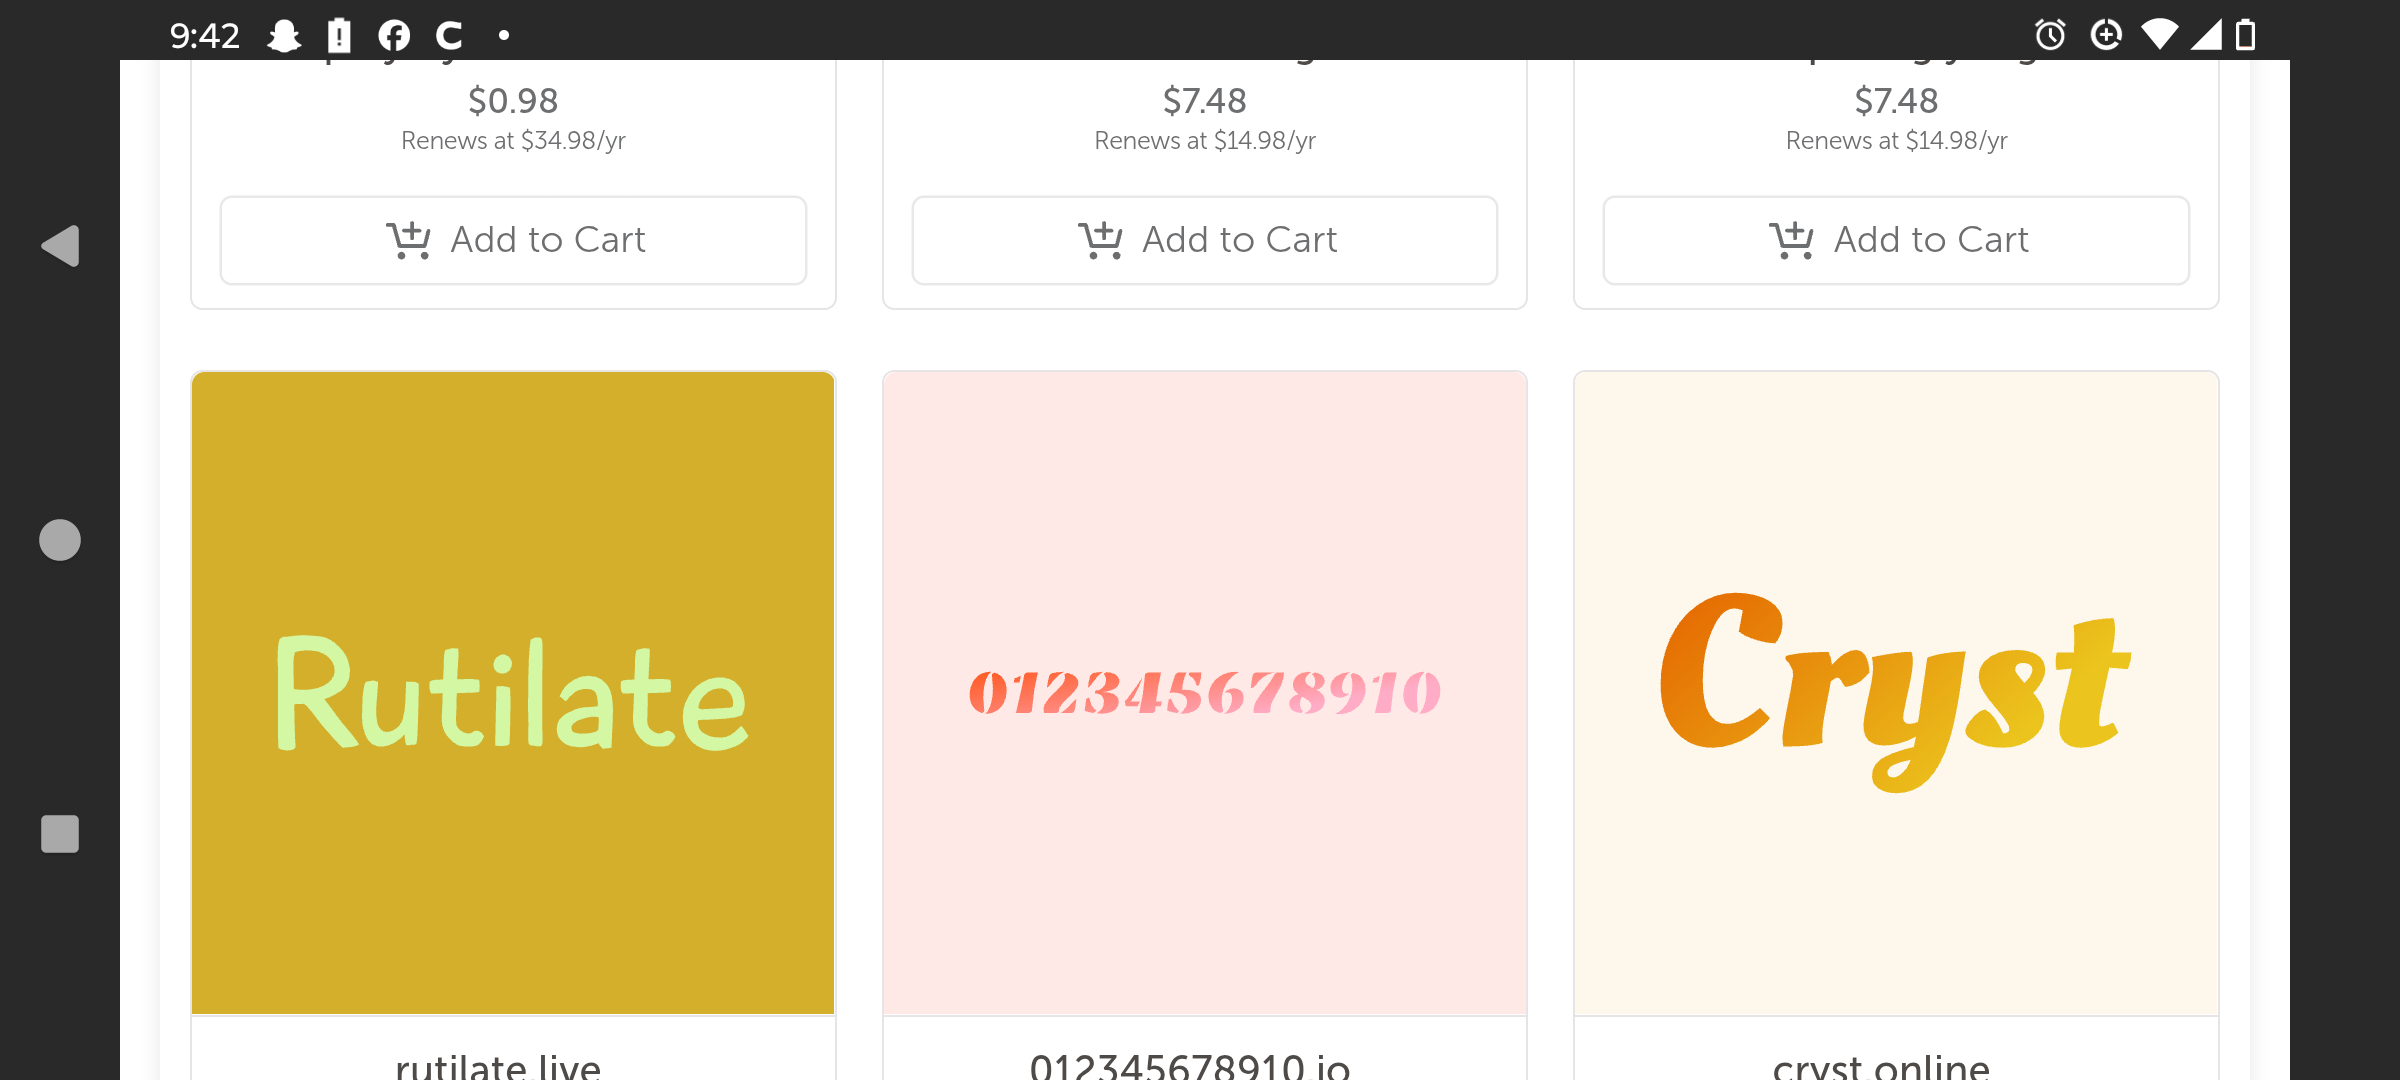 9:42
$0.98
$7.48
$7.48
Renews at $34.98/yr
Renews at $14.98/yr
Renews at $14.98/yr
Add to Cart
Add to Cart
Add to Cart
Rutilate
012345678910
Cryst
rutilate.live
012345678910.io
cryst.online